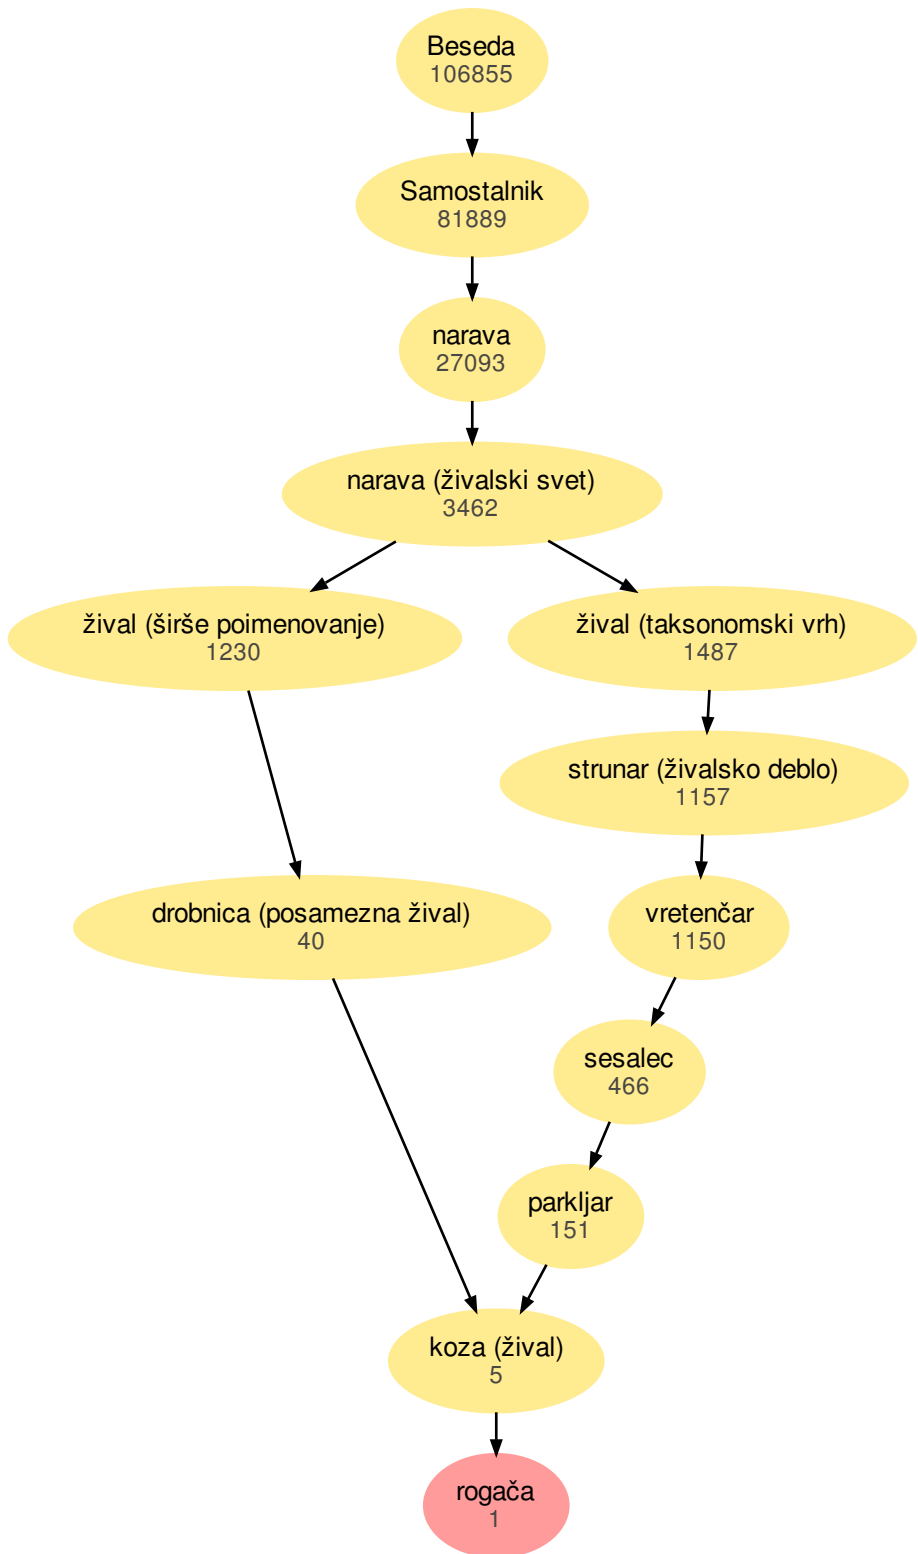 Beseda
106855
Samostalnik
81889
narava
27093
narava (živalski svet)
3462
žival (širše poimenovanje)
1230
žival (taksonomski vrh)
1487
strunar (živalsko deblo)
1157
drobnica (posamezna žival)
40
vretenčar
1150
sesalec
466
parkljar
151
koza (žival)
5
rogača
1